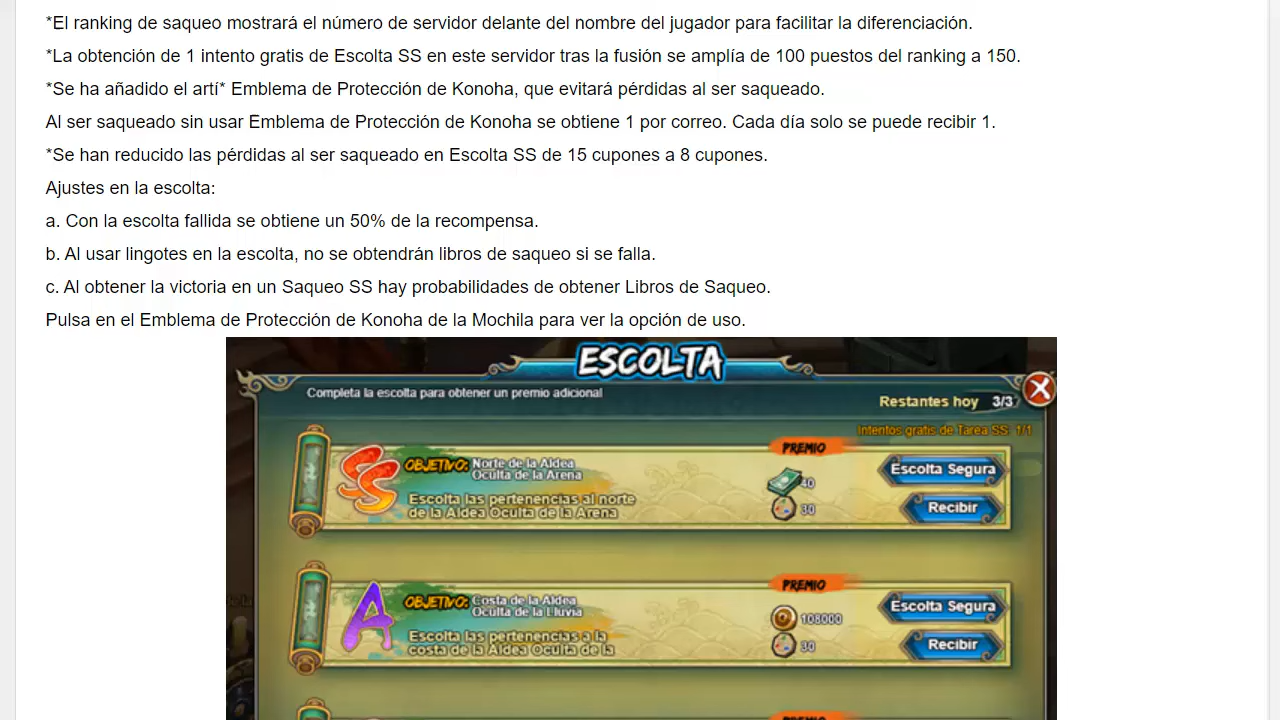 *El ranking de saqueo mostrará el número de servidor delante del nombre del jugador para facilitar la diferenciación.
*La obtención de 1 intento gratis de Escolta SS en este servidor tras la fusión se amplía de 100 puestos del ranking a 150.
*Se ha añadido el artí* Emblema de Protección de Konoha, que evitará pérdidas al ser saqueado.
Al ser saqueado sin usar Emblema de Protección de Konoha se obtiene 1 por correo. Cada día solo se puede recibir 1.
*Se han reducido las pérdidas al ser saqueado en Escolta SS de 15 cupones a 8 cupones.
Ajustes en la escolta:
a. Con la escolta fallida se obtiene un 50% de la recompensa.
b. Al usar lingotes en la escolta, no se obtendrán libros de saqueo si se falla.
c. Al obtener la victoria en un Saqueo SS hay probabilidades de obtener Libros de Saqueo.
Pulsa en el Emblema de Protección de Konoha de la Mochila para ver la opción de uso.
ESCOLTA
Completa la escolta para obtener un premio adicional
Restantes hoy 3/3
Intentos gratis de Tarea SS: 1/1
SS
OBJETIVO: Norte de la Aldea
Oculta de la Arena
Escolta las pertenencias al norte
de la Aldea Oculta de la Arena
PREMIO
40
30
Escolta Segura
Recibir
A
OBJETIVO: Costa de la Aldea
Oculta de la Lluvia
Escolta las pertenencias a la
costa de la Aldea Oculta de la
PREMIO
108000
30
Escolta Segura
Recibir